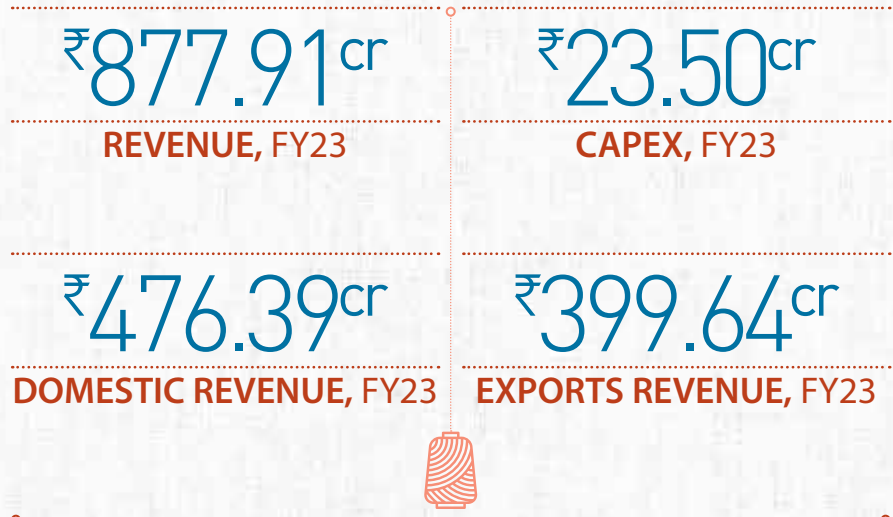 ₹877.91cr
REVENUE, FY23
₹23.50cr
CAPEX, FY23
₹476.39cr
DOMESTIC REVENUE, FY23
₹399.64cr
EXPORTS REVENUE, FY23